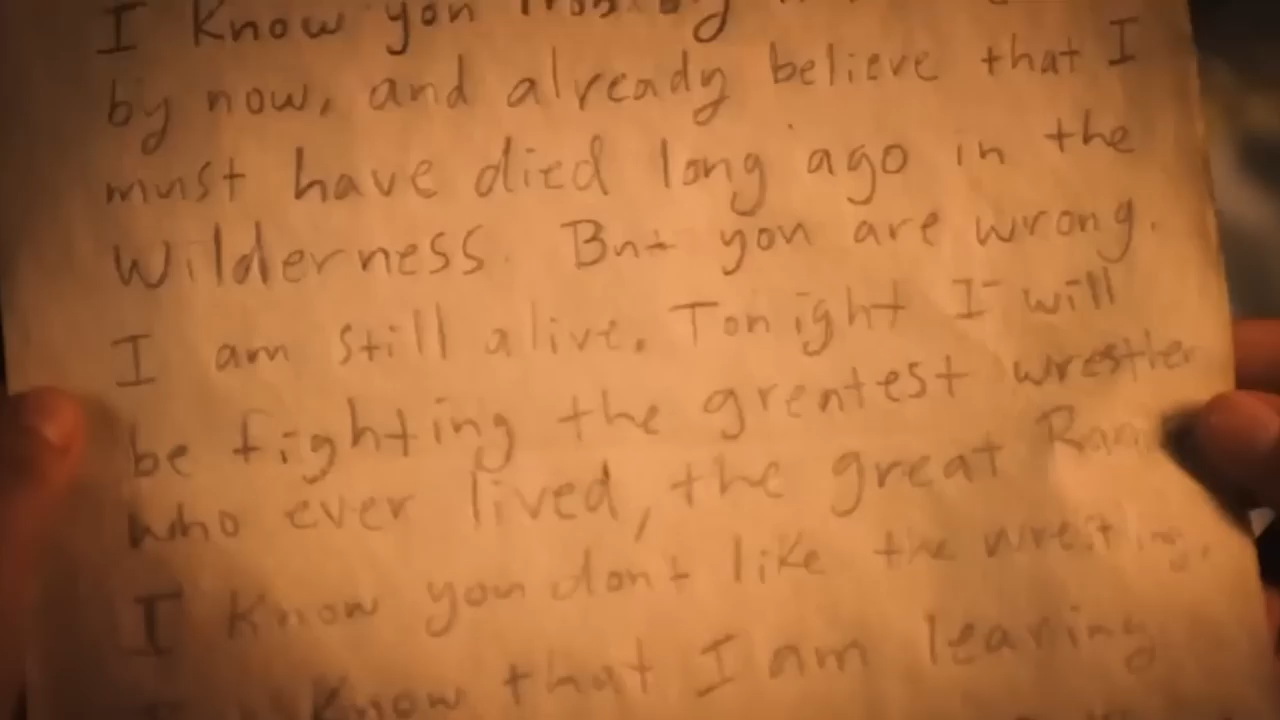 I Know you
by now, and already believe that I
must have died long ago in the
Wilderness. But you are wrong.
I am still alive. Tonight I will
be fighting the greatest wrestler
who ever lived, the great
I Know you dont like the wrestling.
Know that I am leaving